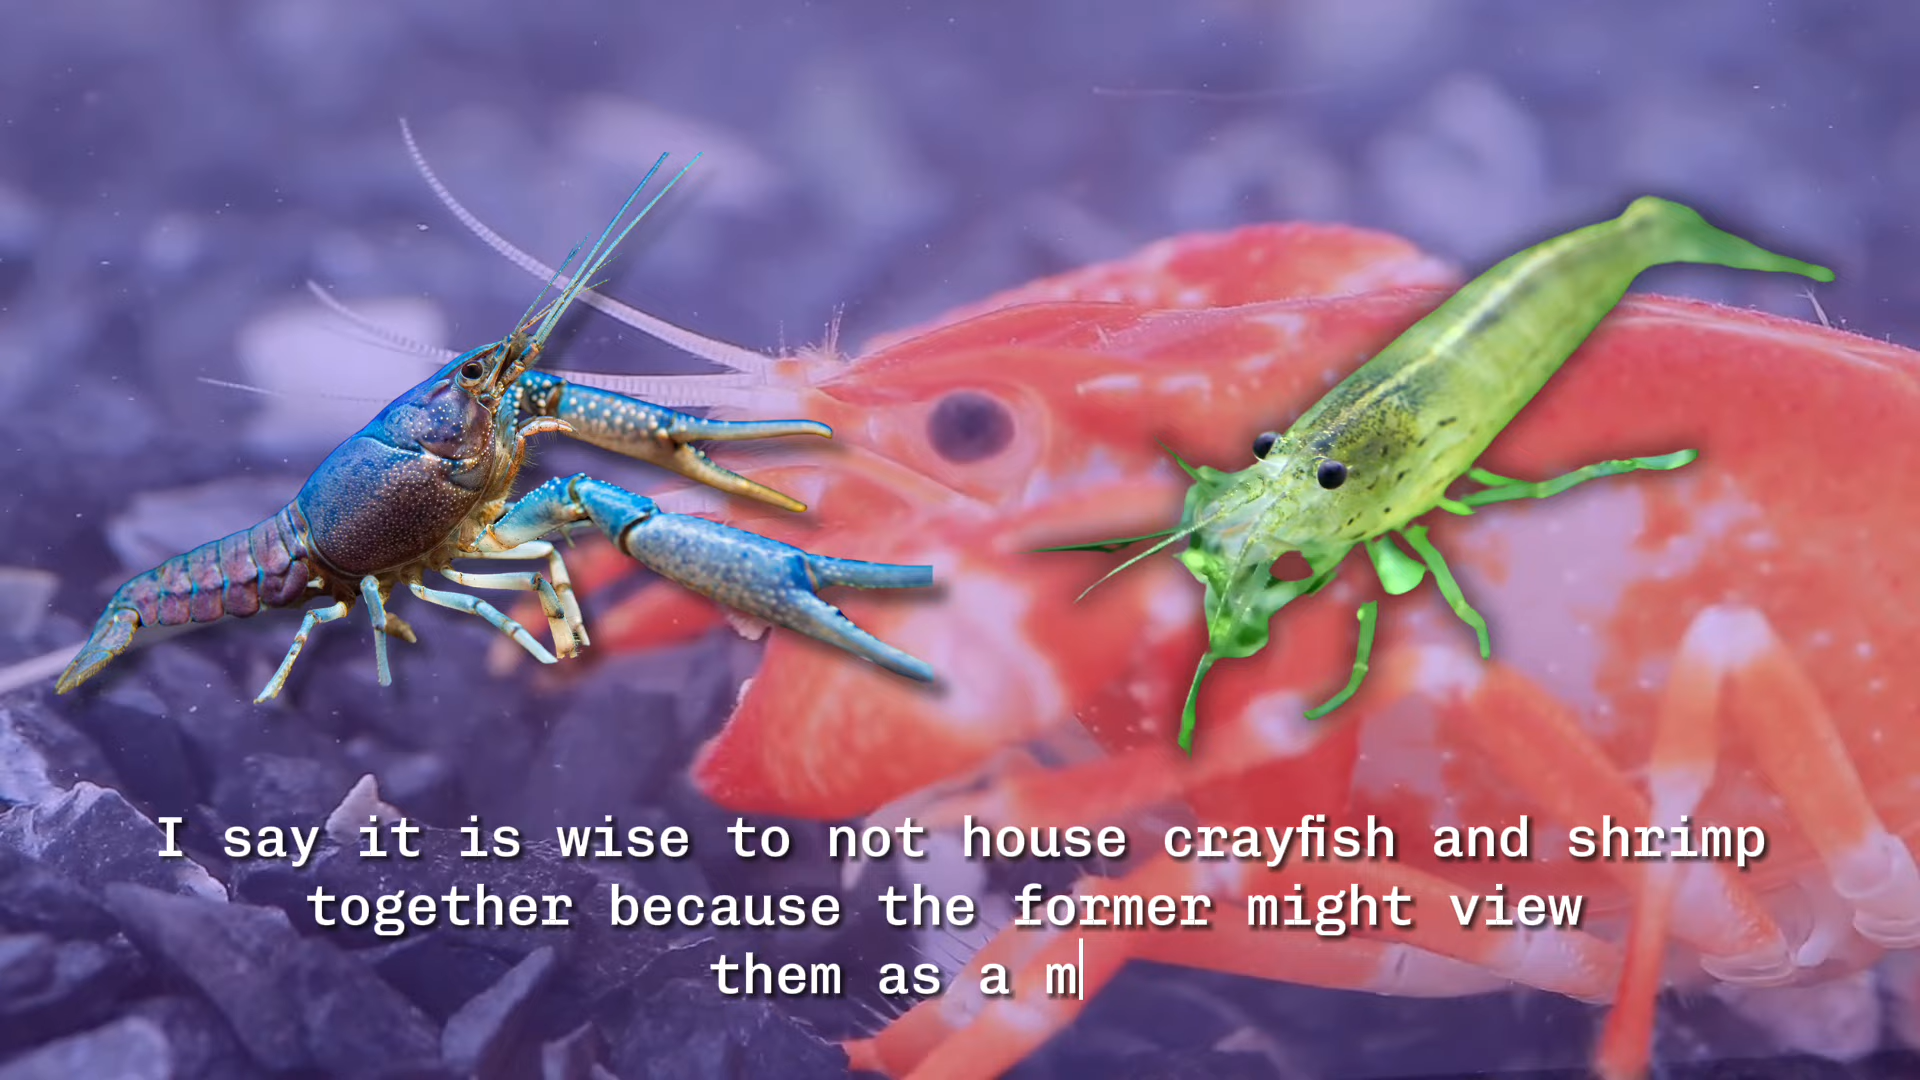 I say it is wise to not house crayfish and shrimp
together because the former might view
them as a m